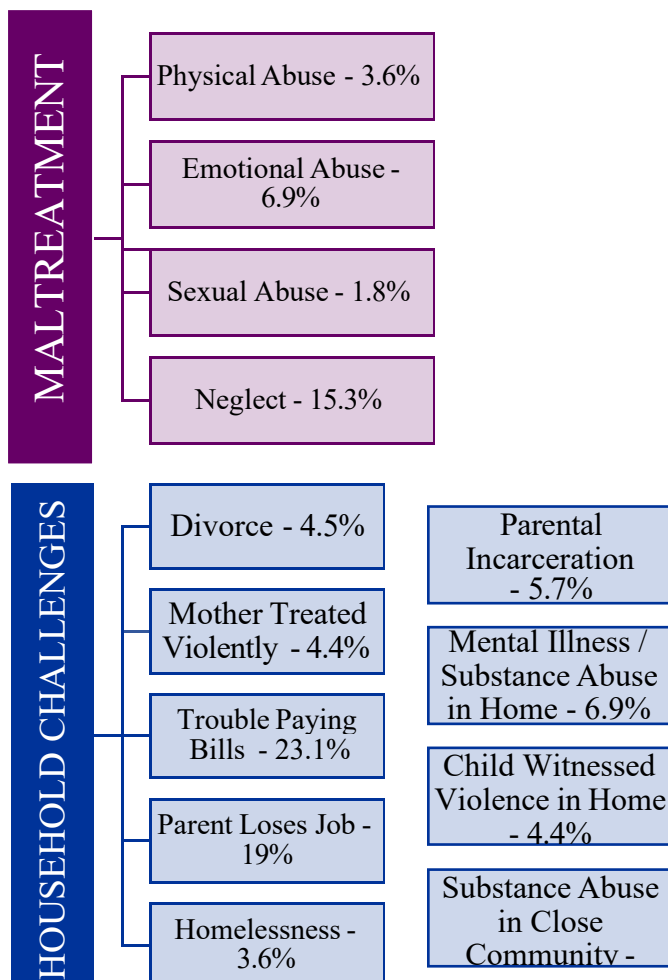 MALTREATMENT
Physical Abuse - 3.6%
Emotional Abuse -
6.9%
Sexual Abuse - 1.8%
Neglect - 15.3%
HOUSEHOLD CHALLENGES
Divorce - 4.5%
Mother Treated
Violently - 4.4%
Trouble Paying
Bills - 23.1%
Parent Loses Job -
19%
Homelessness -
3.6%
Parental
Incarceration
- 5.7%
Mental Illness /
Substance Abuse
in Home - 6.9%
Child Witnessed
Violence in Home
- 4.4%
Substance Abuse
in Close
Community -